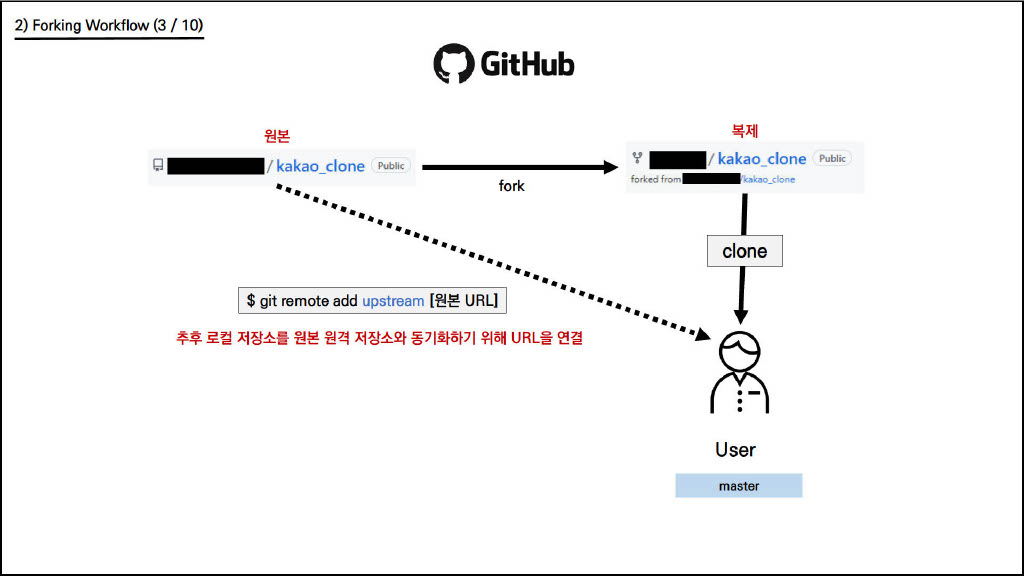 2) Forking Workflow (3 / 10)
GitHub
원본
/ kakao_clone Public
fork
복제
/ kakao_clone Public
forked from /kakao_clone
clone
$ git remote add upstream [원본 URL]
추후 로컬 저장소를 원본 원격 저장소와 동기화하기 위해 URL을 연결
User
master